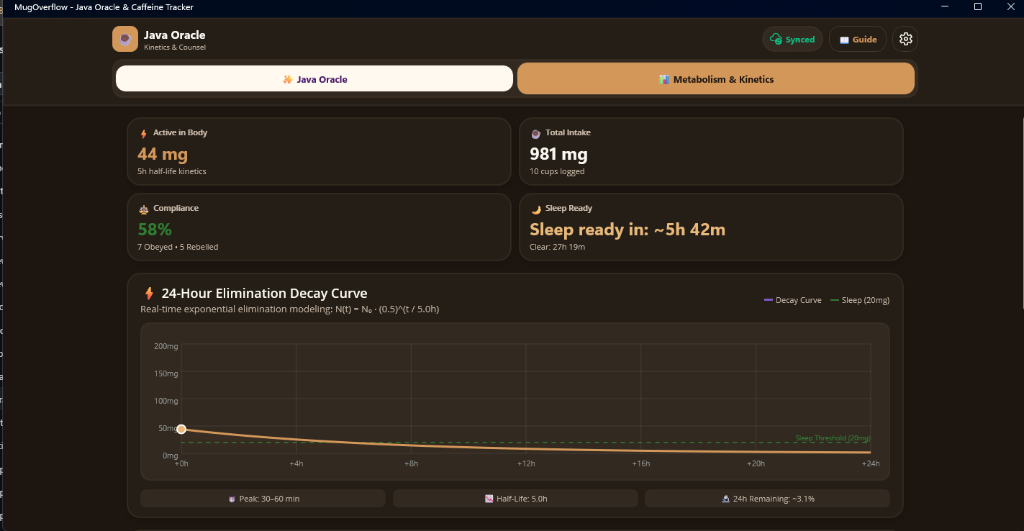 MugOverflow - Java Oracle & Caffeine Tracker
Java Oracle
Kinetics & Counsel
Synced
Guide
Java Oracle
Metabolism & Kinetics
Active in Body
44 mg
5h half-life kinetics
Total Intake
981 mg
10 cups logged
Compliance
58%
7 Obeyed • 5 Rebelled
Sleep Ready
Sleep ready in: ~5h 42m
Clear: 27h 19m
24-Hour Elimination Decay Curve
Real-time exponential elimination modeling: N(t) = N₀ · (0.5)^(t / 5.0h)
Decay Curve
Sleep (20mg)
200mg
150mg
100mg
50mg
0mg
Sleep Threshold (20mg)
+0h
+4h
+8h
+12h
+16h
+20h
+24h
Peak: 30–60 min
Half-Life: 5.0h
24h Remaining: ~3.1%